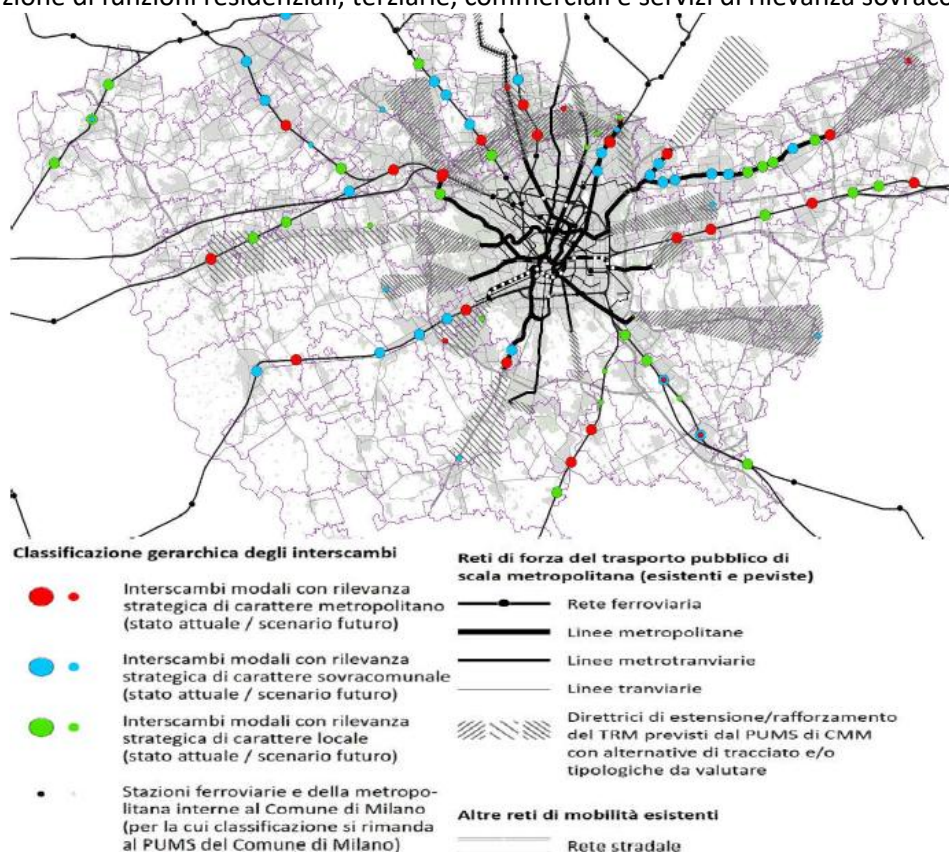 zione di funzioni residenziali, terziarie, commerciali e servizi di rilevanza sovraco
Classificazione gerarchica degli interscambi
Interscambi modali con rilevanza
strategica di carattere metropolitano
(stato attuale / scenario futuro)
Interscambi modali con rilevanza
strategica di carattere sovracomunale
(stato attuale / scenario futuro)
Interscambi modali con rilevanza
strategica di carattere locale
(stato attuale / scenario futuro)
Stazioni ferroviarie e della metropo-
litana interne al Comune di Milano
(per la cui classificazione si rimanda
al PUMS del Comune di Milano)
Reti di forza del trasporto pubblico di
scala metropolitana (esistenti e peviste)
Rete ferroviaria
Linee metropolitane
Linee metrotranviarie
Linee tranviarie
Direttrici di estensione/rafforzamento
del TRM previsti dal PUMS di CMM
con alternative di tracciato e/o
tipologiche da valutare
Altre reti di mobilità esistenti
Rete stradale